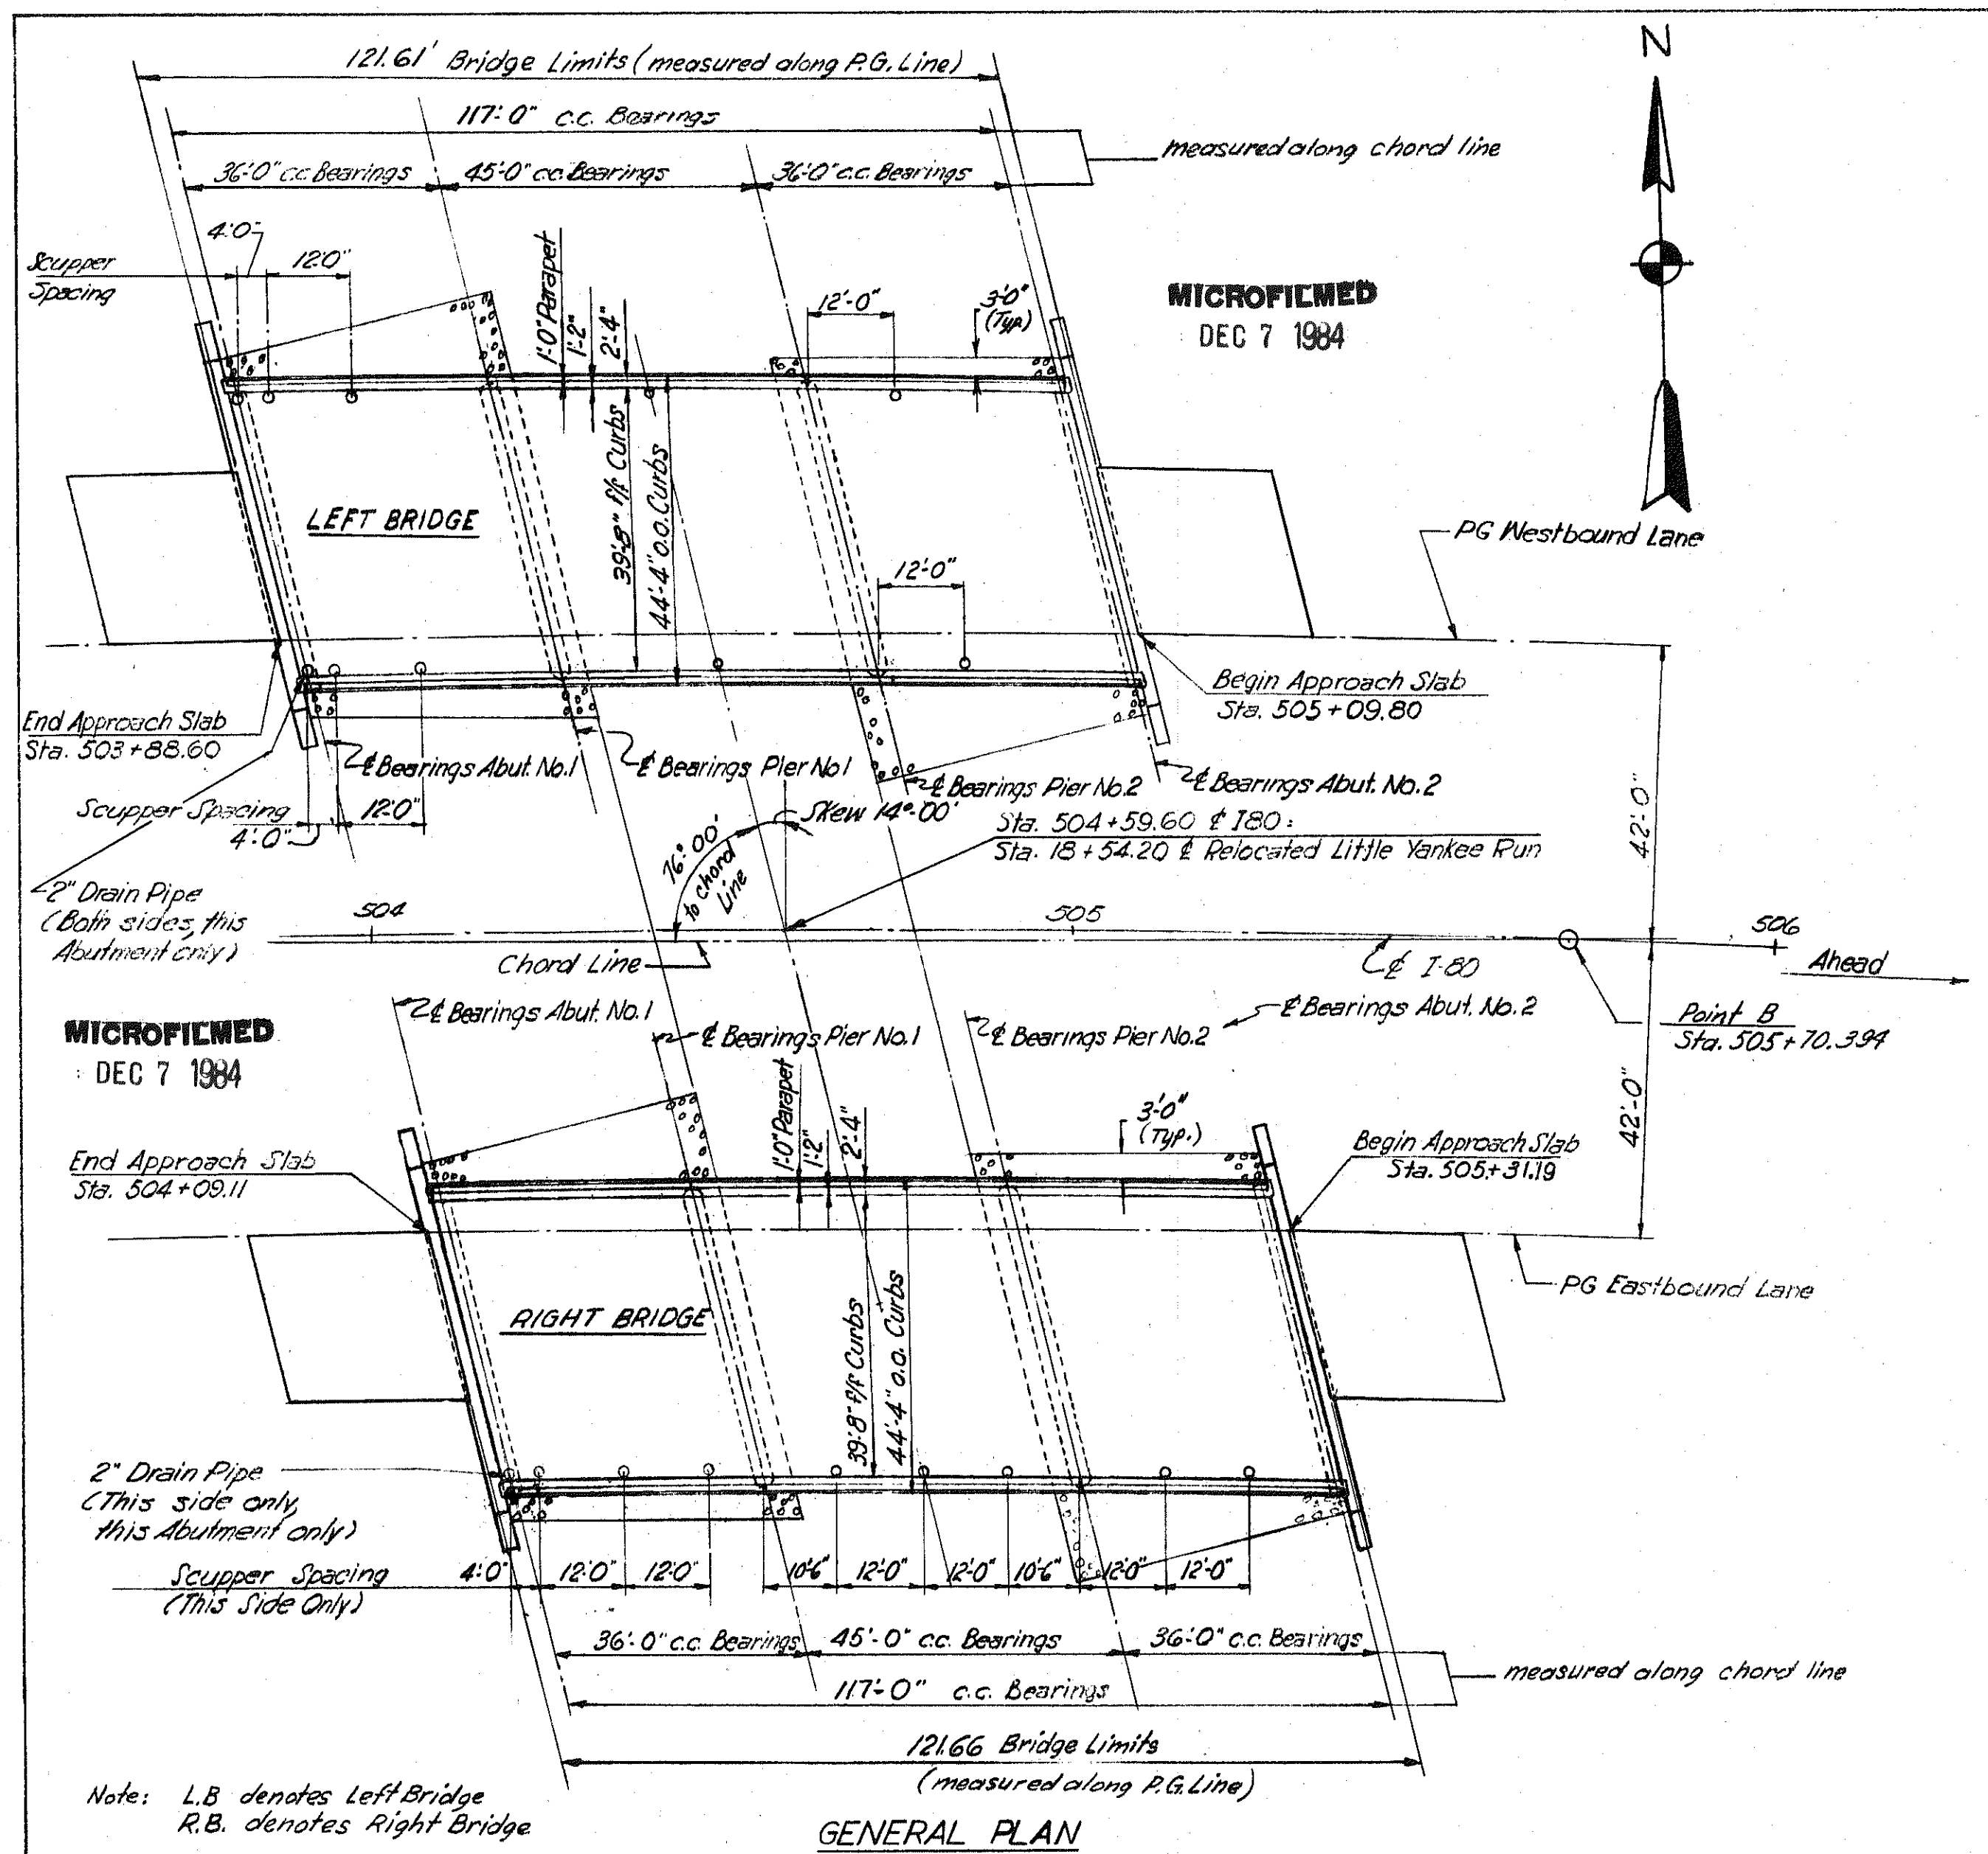 N
121.61' Bridge Limits (measured along P.G. Line)
117'-0" c.c. Bearings
measured along chord line
36'-0" c.c. Bearings
45'-0" c.c. Bearings
36'-0" c.c. Bearings
4'-0"
12'-0"
Scupper
Spacing
1'-0" Parapet
1'-2"
2'-4"
12'-0"
3'-0"
(Typ.)
MICROFILMED
DEC 7 1984
39'-8" f/f Curbs
44'-4" o.o. Curbs
LEFT BRIDGE
PG Westbound Lane
12'-0"
End Approach Slab
Sta. 503+88.60
Begin Approach Slab
Sta. 505+09.80
℄ Bearings Abut. No.1
℄ Bearings Pier No.1
℄ Bearings Pier No.2
℄ Bearings Abut. No.2
Scupper Spacing
4'-0"
12'-0"
Skew 14°-00'
76°-00'
to chord
Line
Sta. 504+59.60 ℄ I80 =
Sta. 18+54.20 ℄ Relocated Little Yankee Run
42'-0"
2" Drain Pipe
(Both sides, this
Abutment only)
504
505
506
Chord Line
℄ I-80
Ahead
Point B
Sta. 505+70.394
℄ Bearings Abut. No.1
℄ Bearings Pier No.1
℄ Bearings Pier No.2
℄ Bearings Abut. No.2
MICROFILMED
DEC 7 1984
1'-0" Parapet
1'-2"
2'-4"
3'-0"
(Typ.)
42'-0"
End Approach Slab
Sta. 504+09.11
Begin Approach Slab
Sta. 505+31.19
PG Eastbound Lane
RIGHT BRIDGE
39'-8" f/f Curbs
44'-4" o.o. Curbs
2" Drain Pipe
(This side only,
this Abutment only)
Scupper Spacing
(This Side Only)
4'-0"
12'-0"
12'-0"
10'-6"
12'-0"
12'-0"
10'-6"
12'-0"
12'-0"
36'-0" c.c. Bearings
45'-0" c.c. Bearings
36'-0" c.c. Bearings
measured along chord line
117'-0" c.c. Bearings
121.66 Bridge Limits
(measured along P.G. Line)
Note: L.B denotes Left Bridge
R.B. denotes Right Bridge
GENERAL PLAN